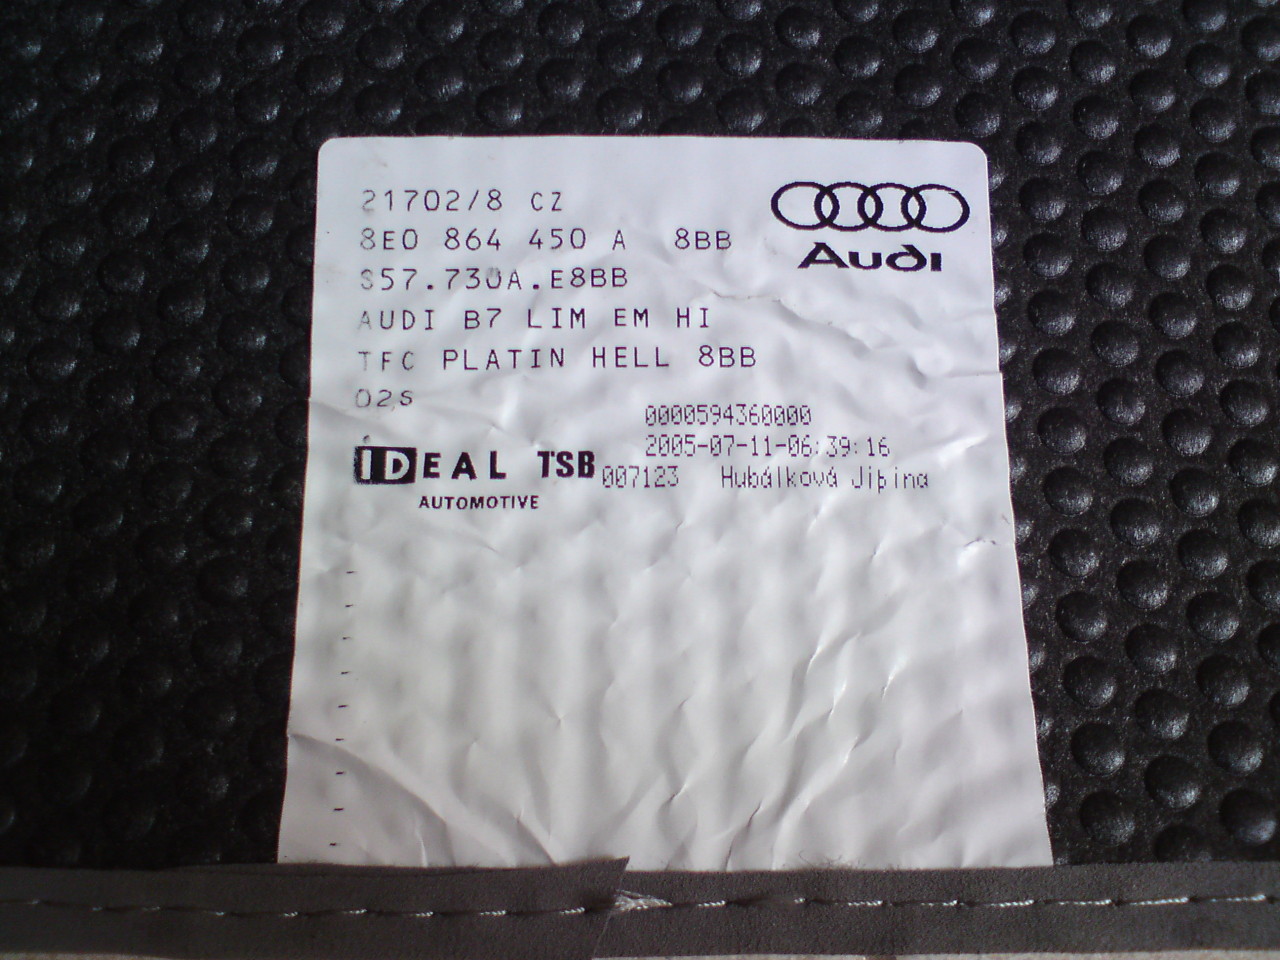 21702/8 CZ
8E0 864 450 A 8BB
S57.730A.E8BB
AUDI B7 LIM EM HI
TFC PLATIN HELL 8BB
02S
Audi
0000594360000
2005-07-11-06:39:16
007123 Hubálková Jiþina
IDEAL TSB
AUTOMOTIVE